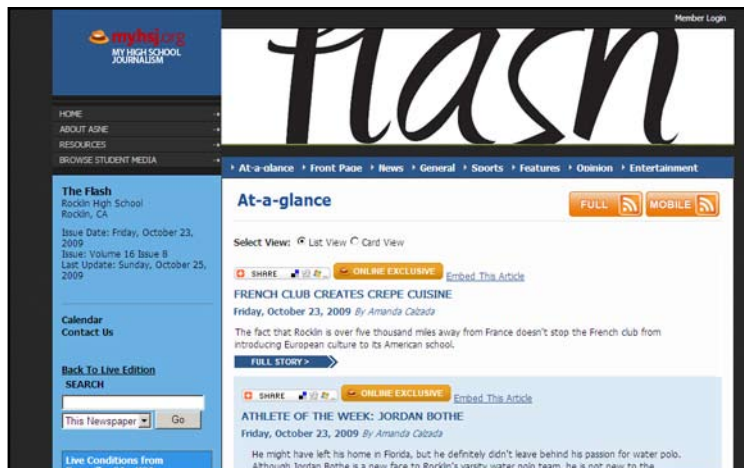 Member Login
myhsj.org
MY HIGH SCHOOL
JOURNALISM
flash
HOME
ABOUT ASNE
RESOURCES
BROWSE STUDENT MEDIA
At-a-glance Front Page News General Sports Features Opinion Entertainment
The Flash
Rocklin High School
Rocklin, CA
Issue Date: Friday, October 23,
2009
Issue: Volume 16 Issue 8
Last Update: Sunday, October 25,
2009
Calendar
Contact Us
Back To Live Edition
SEARCH
This Newspaper Go
Live Conditions from
At-a-glance
FULL MOBILE
Select View: List View Card View
SHARE ONLINE EXCLUSIVE Embed This Article
FRENCH CLUB CREATES CREPE CUISINE
Friday, October 23, 2009 By Amanda Calzada
The fact that Rocklin is over five thousand miles away from France doesn't stop the French club from
introducing European culture to its American school.
FULL STORY >
SHARE ONLINE EXCLUSIVE Embed This Article
ATHLETE OF THE WEEK: JORDAN BOTHE
Friday, October 23, 2009 By Amanda Calzada
He might have left his home in Florida, but he definitely didn't leave behind his passion for water polo.
Although Jordan Bothe is a new face to Rocklin's varsity water polo team, he is not new to the